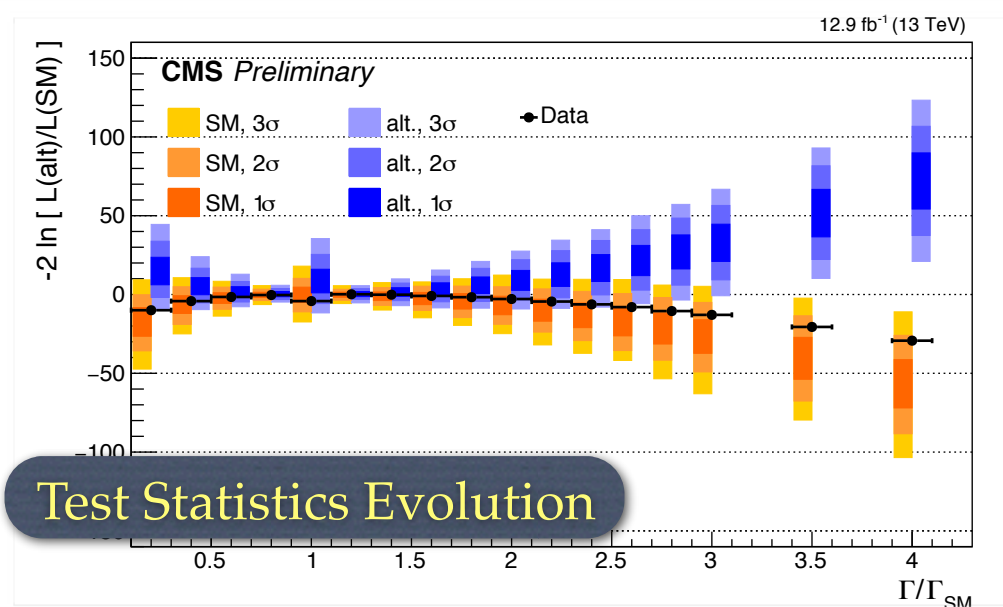 12.9 fb⁻¹ (13 TeV)
-2 ln [ L(alt)/L(SM) ]
CMS Preliminary
SM, 3σ
alt., 3σ
Data
SM, 2σ
alt., 2σ
SM, 1σ
alt., 1σ
150
100
50
0
−50
−100
Test Statistics Evolution
0.5 1 1.5 2 2.5 3 3.5 4
Γ/Γ_SM